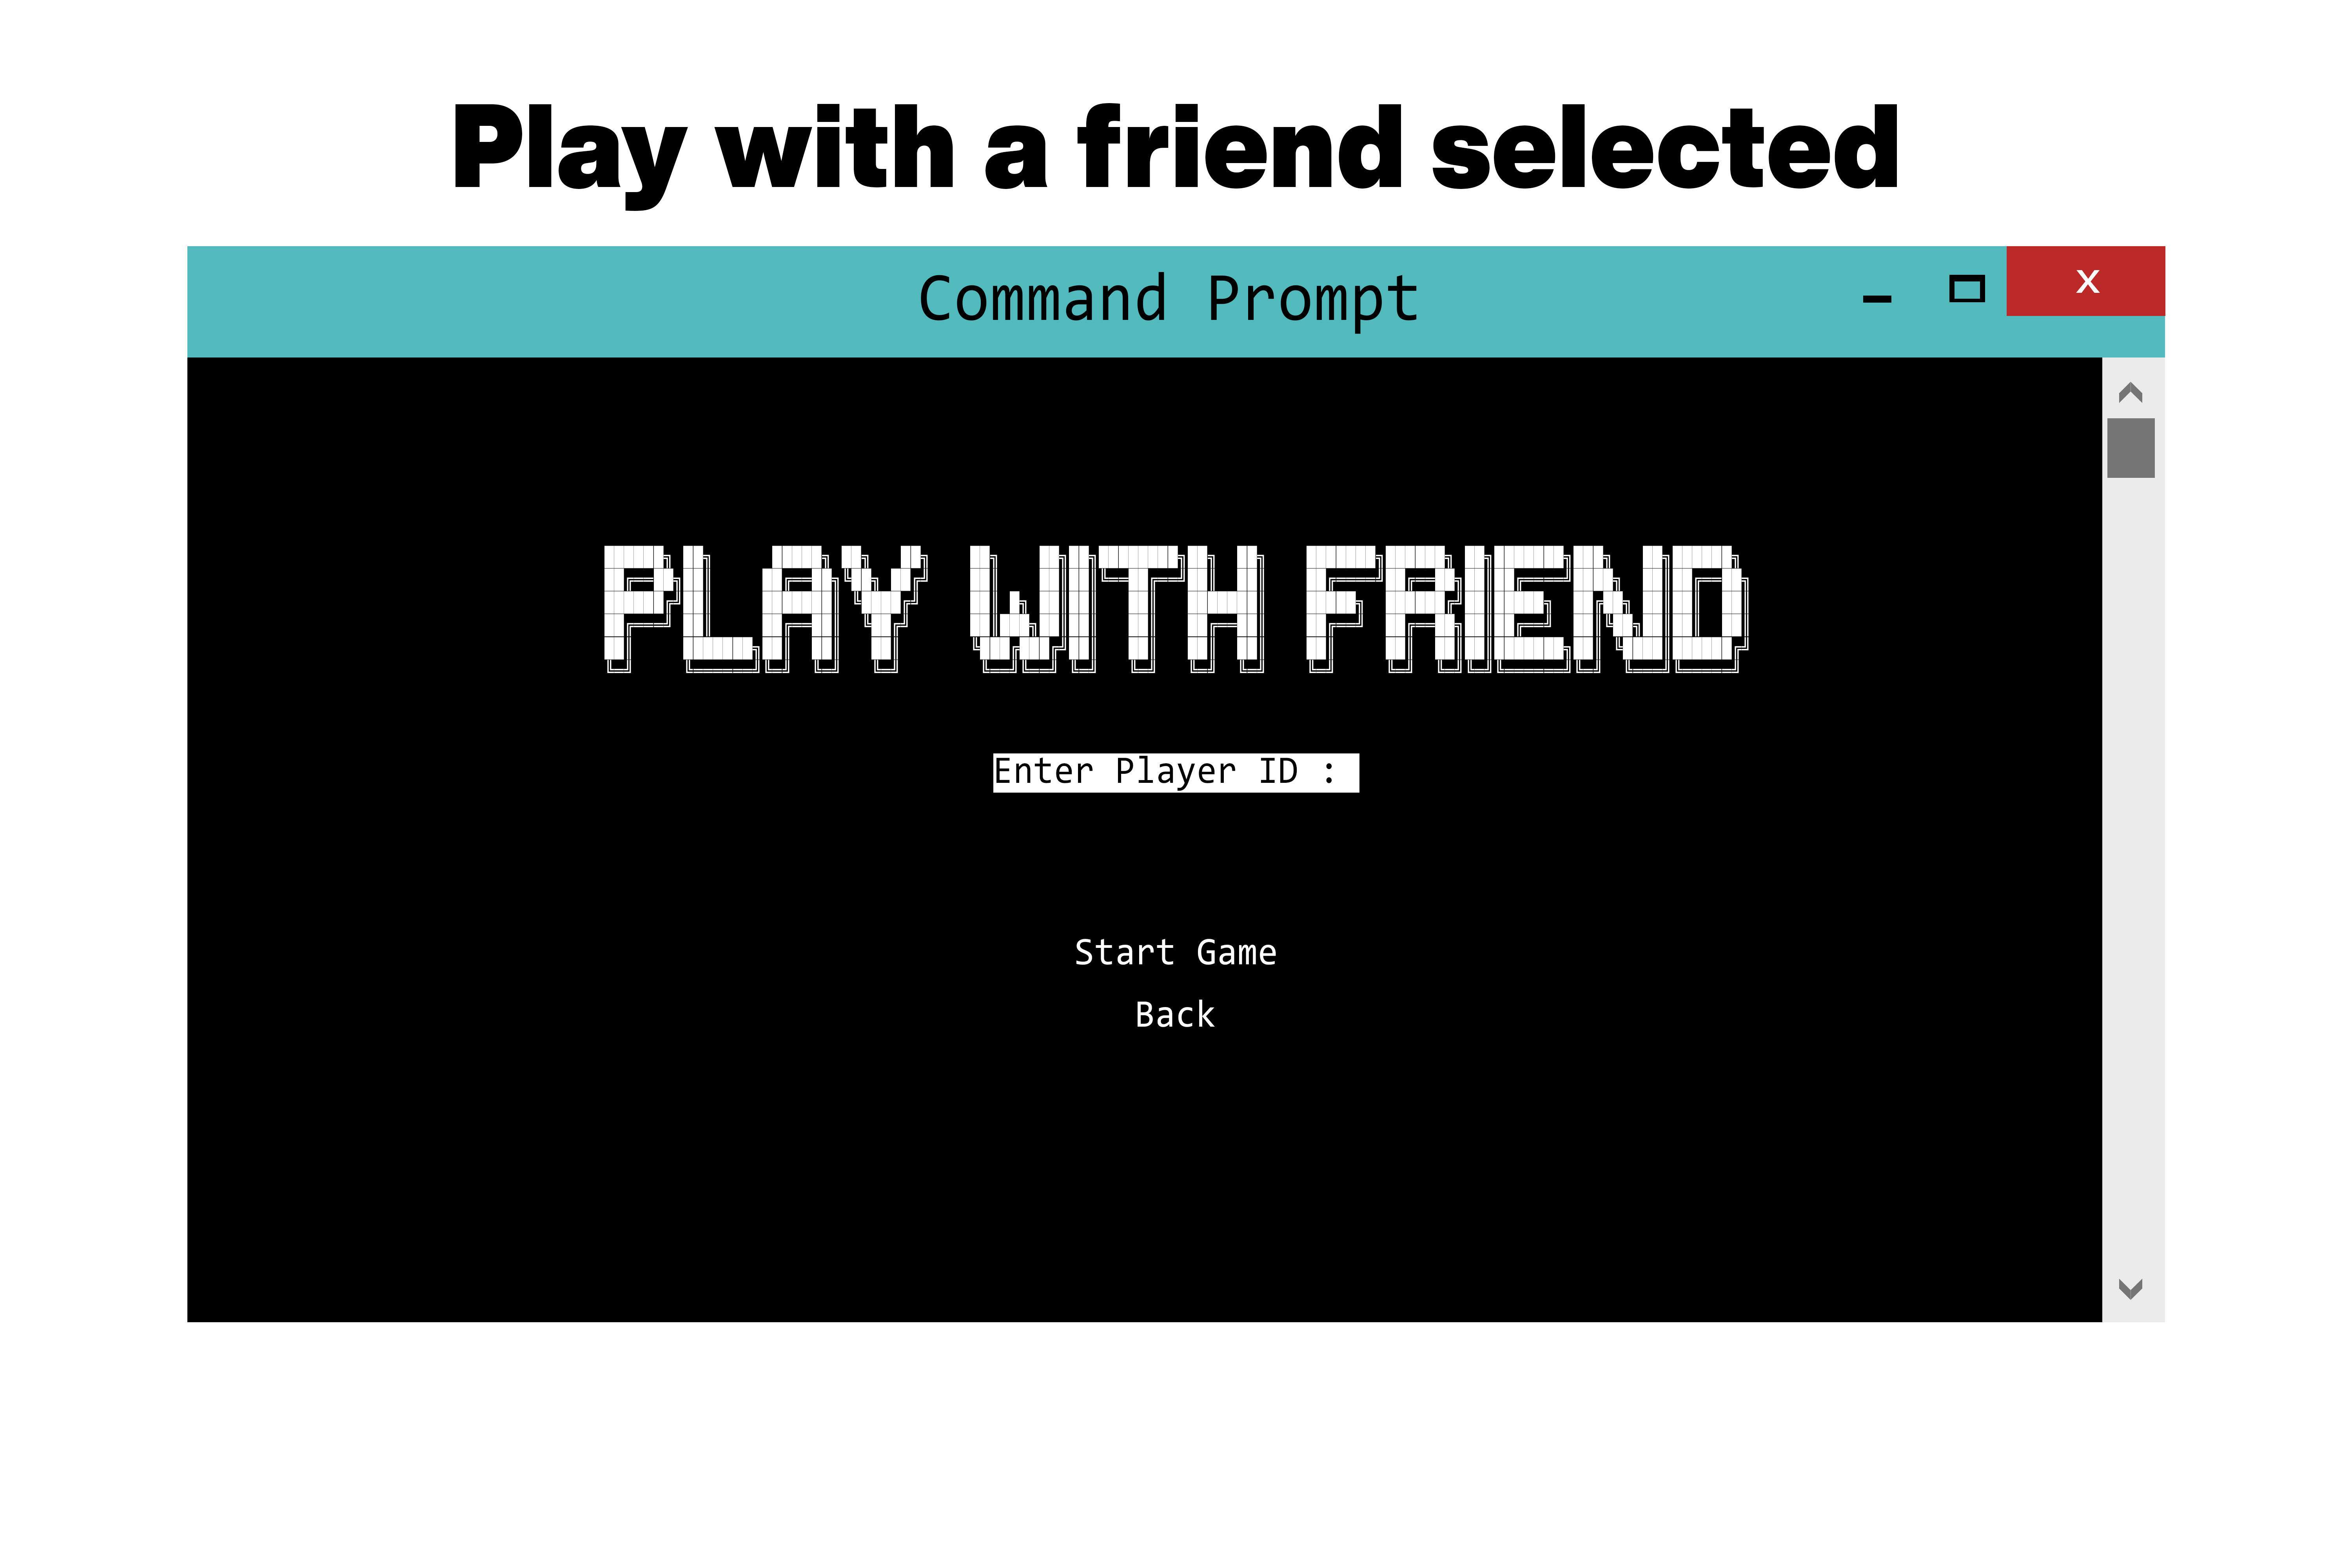 Play with a friend selected
Command Prompt
X
PLAY WITH FRIEND
Enter Player ID :
Start Game
Back